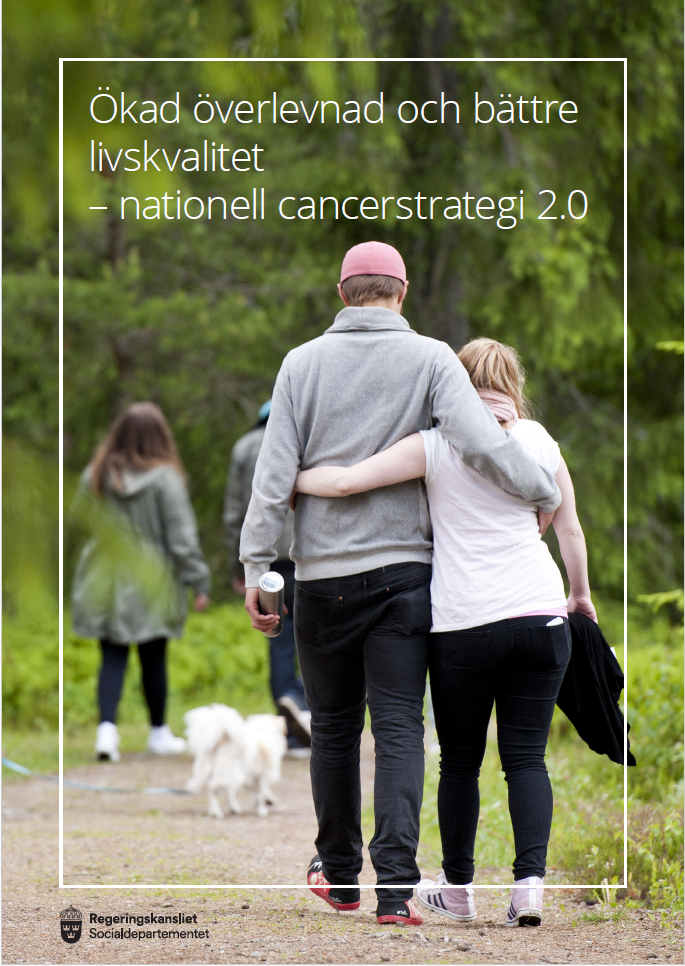 Ökad överlevnad och bättre
livskvalitet
– nationell cancerstrategi 2.0
Regeringskansliet
Socialdepartementet